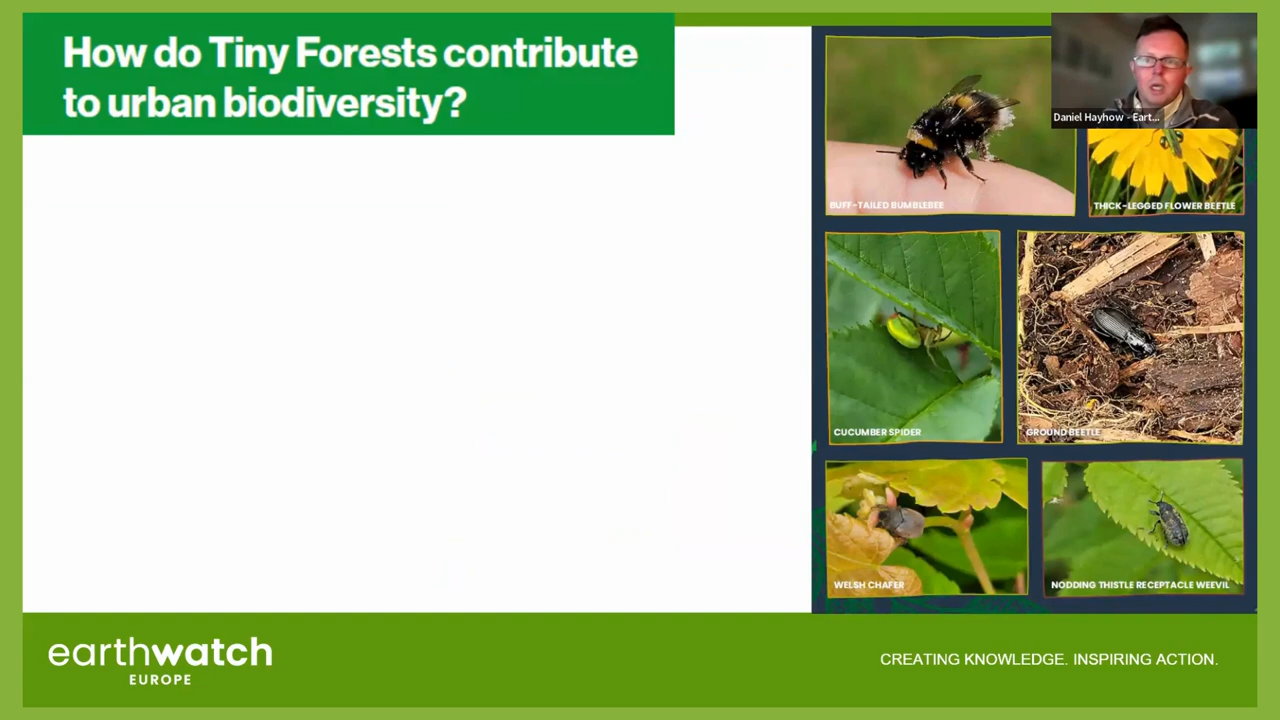 How do Tiny Forests contribute
to urban biodiversity?
Daniel Hayhow - Eart...
BUFF-TAILED BUMBLEBEE
THICK-LEGGED FLOWER BEETLE
CUCUMBER SPIDER
GROUND BEETLE
WELSH CHAFER
NODDING THISTLE RECEPTACLE WEEVIL
earthwatch
EUROPE
CREATING KNOWLEDGE. INSPIRING ACTION.